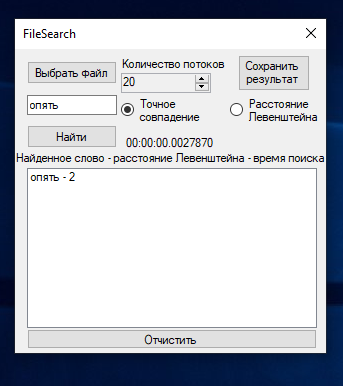 FileSearch
Выбрать файл
Количество потоков
20
Сохранить
результат
опять
Точное
совпадение
Расстояние
Левенштейна
Найти
00:00:00.0027870
Найденное слово - расстояние Левенштейна - время поиска
опять - 2
Отчистить